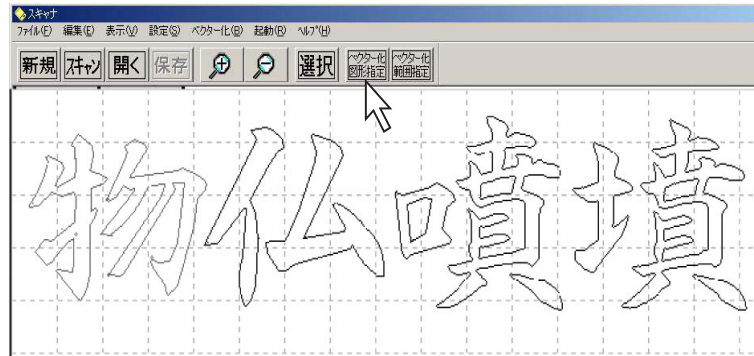 スキャナ
ファイル(F) 編集(E) 表示(V) 設定(S) ベクター化(B) 起動(R) ヘルプ(H)
新規 スキャン 開く 保存 選択 ベクター化図形指定 ベクター化範囲指定
物仏噴墳